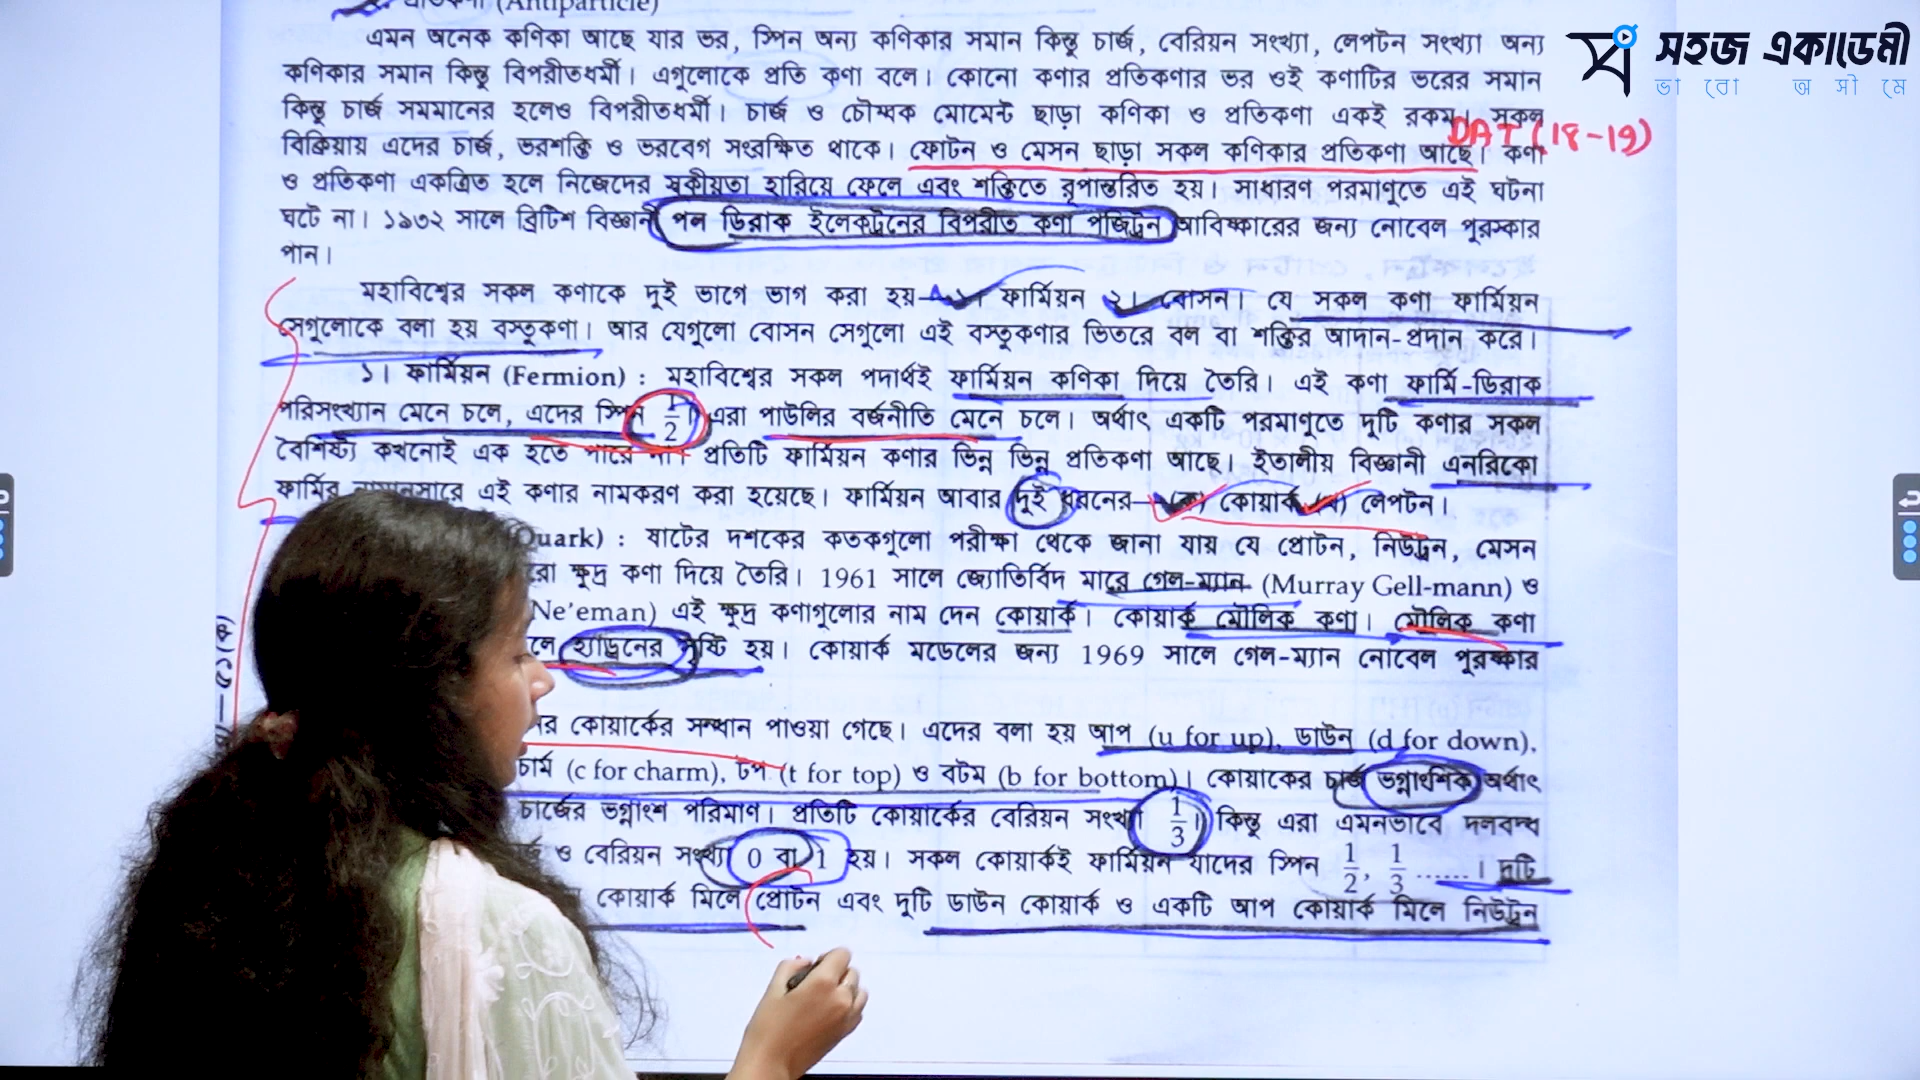 প্রতিকণা (Antiparticle)
সহজ একাডেমী
ভা বো অ সী মে
এমন অনেক কণিকা আছে যার ভর, স্পিন অন্য কণিকার সমান কিন্তু চার্জ, বেরিয়ন সংখ্যা, লেপটন সংখ্যা অন্য
কণিকার সমান কিন্তু বিপরীতধর্মী। এগুলোকে প্রতি কণা বলে। কোনো কণার প্রতিকণার ভর ওই কণাটির ভরের সমান
কিন্তু চার্জ সমমানের হলেও বিপরীতধর্মী। চার্জ ও চৌম্বক মোমেন্ট ছাড়া কণিকা ও প্রতিকণা একই রকম। সকল
DAT (18-19)
বিক্রিয়ায় এদের চার্জ, ভরশক্তি ও ভরবেগ সংরক্ষিত থাকে। ফোটন ও মেসন ছাড়া সকল কণিকার প্রতিকণা আছে। কণা
ও প্রতিকণা একত্রিত হলে নিজেদের স্বকীয়তা হারিয়ে ফেলে এবং শক্তিতে রূপান্তরিত হয়। সাধারণ পরমাণুতে এই ঘটনা
ঘটে না। ১৯৩২ সালে ব্রিটিশ বিজ্ঞানী পল ডিরাক ইলেকট্রনের বিপরীত কণা পজিট্রন আবিষ্কারের জন্য নোবেল পুরস্কার
পান।
মহাবিশ্বের সকল কণাকে দুই ভাগে ভাগ করা হয়— ১। ফার্মিয়ন ২। বোসন। যে সকল কণা ফার্মিয়ন
সেগুলোকে বলা হয় বস্তুকণা। আর যেগুলো বোসন সেগুলো এই বস্তুকণার ভিতরে বল বা শক্তির আদান-প্রদান করে।
১। ফার্মিয়ন (Fermion) : মহাবিশ্বের সকল পদার্থই ফার্মিয়ন কণিকা দিয়ে তৈরি। এই কণা ফার্মি-ডিরাক
পরিসংখ্যান মেনে চলে, এদের স্পিন 1/2। এরা পাউলির বর্জনীতি মেনে চলে। অর্থাৎ একটি পরমাণুতে দুটি কণার সকল
বৈশিষ্ট্য কখনোই এক হতে পারে না। প্রতিটি ফার্মিয়ন কণার ভিন্ন ভিন্ন প্রতিকণা আছে। ইতালীয় বিজ্ঞানী এনরিকো
ফার্মির নামানুসারে এই কণার নামকরণ করা হয়েছে। ফার্মিয়ন আবার দুই ধরনের— (ক) কোয়ার্ক (খ) লেপটন।
Quark) : ষাটের দশকের কতকগুলো পরীক্ষা থেকে জানা যায় যে প্রোটন, নিউট্রন, মেসন
রো ক্ষুদ্র কণা দিয়ে তৈরি। 1961 সালে জ্যোতির্বিদ মারে গেল-ম্যান (Murray Gell-mann) ও
Ne'eman) এই ক্ষুদ্র কণাগুলোর নাম দেন কোয়ার্ক। কোয়ার্ক মৌলিক কণা। মৌলিক কণা
লে হ্যাড্রনের সৃষ্টি হয়। কোয়ার্ক মডেলের জন্য 1969 সালে গেল-ম্যান নোবেল পুরষ্কার
নের কোয়ার্কের সন্ধান পাওয়া গেছে। এদের বলা হয় আপ (u for up), ডাউন (d for down),
চার্ম (c for charm), টপ (t for top) ও বটম (b for bottom)। কোয়াকের চার্জ ভগ্নাংশিক অর্থাৎ
চার্জের ভগ্নাংশ পরিমাণ। প্রতিটি কোয়ার্কের বেরিয়ন সংখ্যা 1/3। কিন্তু এরা এমনভাবে দলবদ্ধ
র্জ ও বেরিয়ন সংখ্যা 0 বা 1 হয়। সকল কোয়ার্কই ফার্মিয়ন যাদের স্পিন 1/2, 1/3 ......। দুটি
কোয়ার্ক মিলে প্রোটন এবং দুটি ডাউন কোয়ার্ক ও একটি আপ কোয়ার্ক মিলে নিউট্রন